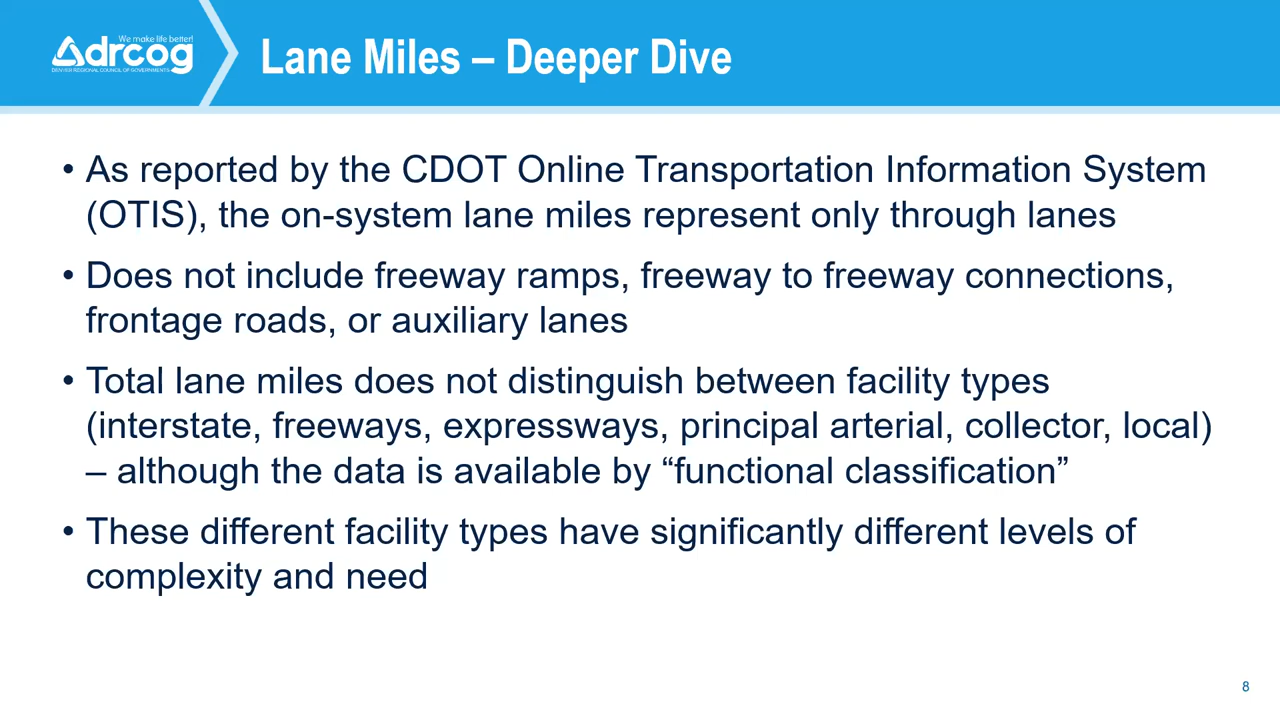 We make life better!
drcog
DENVER REGIONAL COUNCIL OF GOVERNMENTS
Lane Miles – Deeper Dive
• As reported by the CDOT Online Transportation Information System
(OTIS), the on-system lane miles represent only through lanes
• Does not include freeway ramps, freeway to freeway connections,
frontage roads, or auxiliary lanes
• Total lane miles does not distinguish between facility types
(interstate, freeways, expressways, principal arterial, collector, local)
– although the data is available by “functional classification”
• These different facility types have significantly different levels of
complexity and need
8